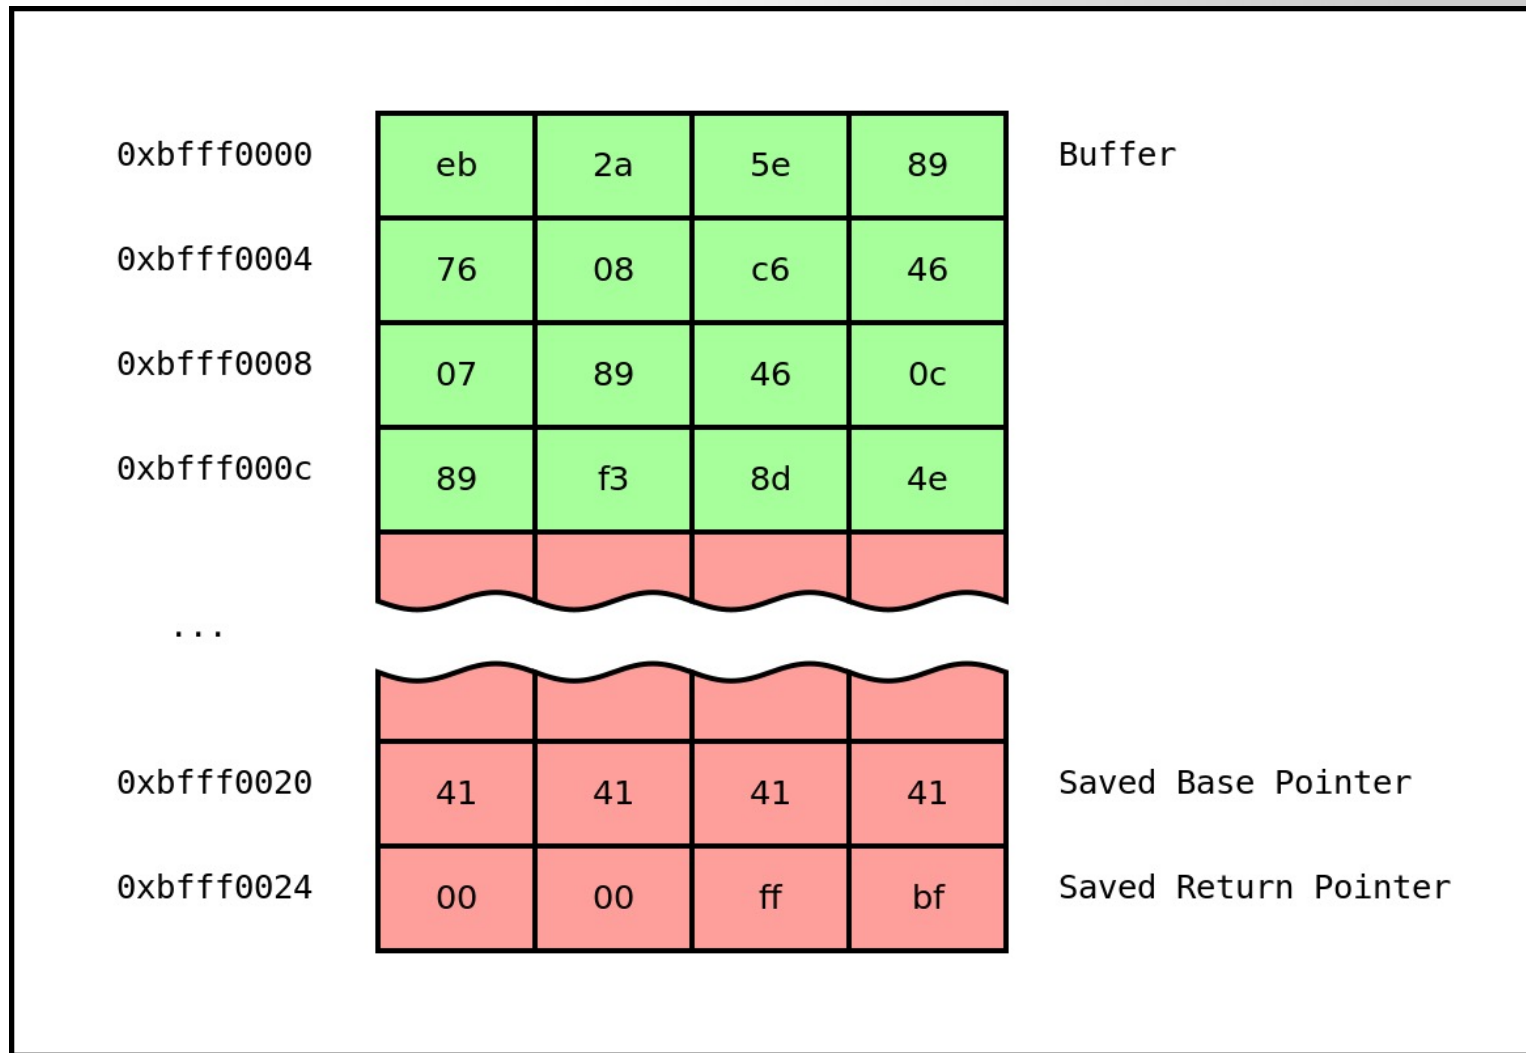 0xbfff0000 eb 2a 5e 89 Buffer
0xbfff0004 76 08 c6 46
0xbfff0008 07 89 46 0c
0xbfff000c 89 f3 8d 4e
...
0xbfff0020 41 41 41 41 Saved Base Pointer
0xbfff0024 00 00 ff bf Saved Return Pointer